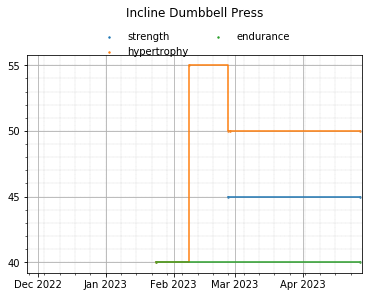 Incline Dumbbell Press
strength
endurance
hypertrophy
55
50
45
40
Dec 2022
Jan 2023
Feb 2023
Mar 2023
Apr 2023